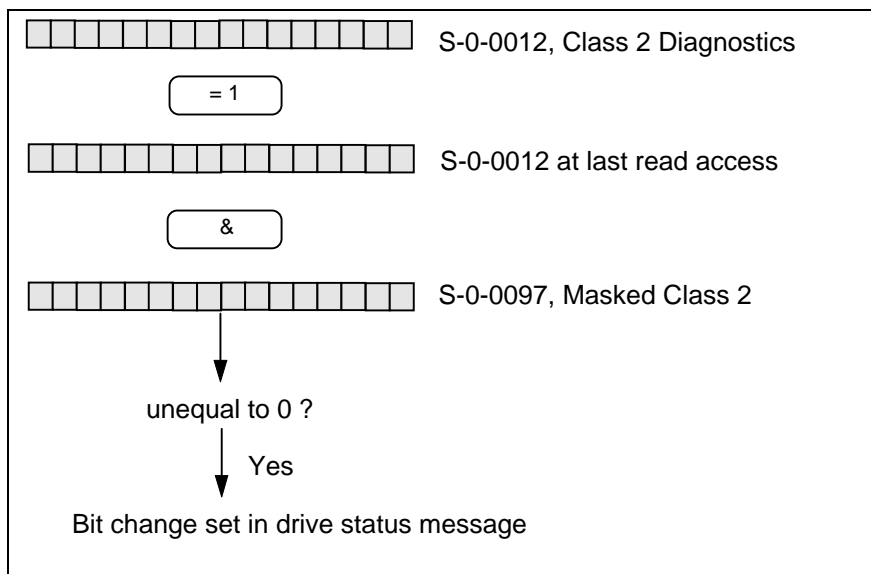 S-0-0012, Class 2 Diagnostics
= 1
S-0-0012 at last read access
&
S-0-0097, Masked Class 2
unequal to 0 ?
Yes
Bit change set in drive status message